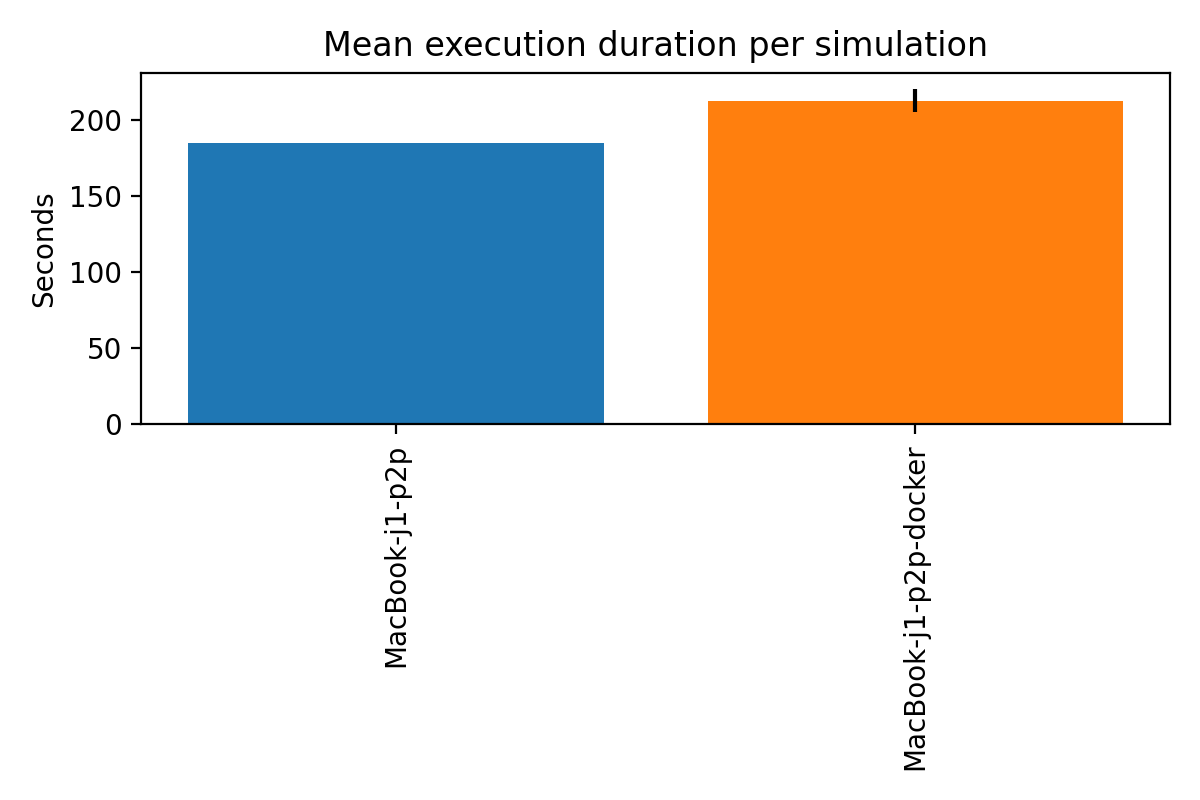 Mean execution duration per simulation
Seconds
200
150
100
50
0
MacBook-j1-p2p
MacBook-j1-p2p-docker